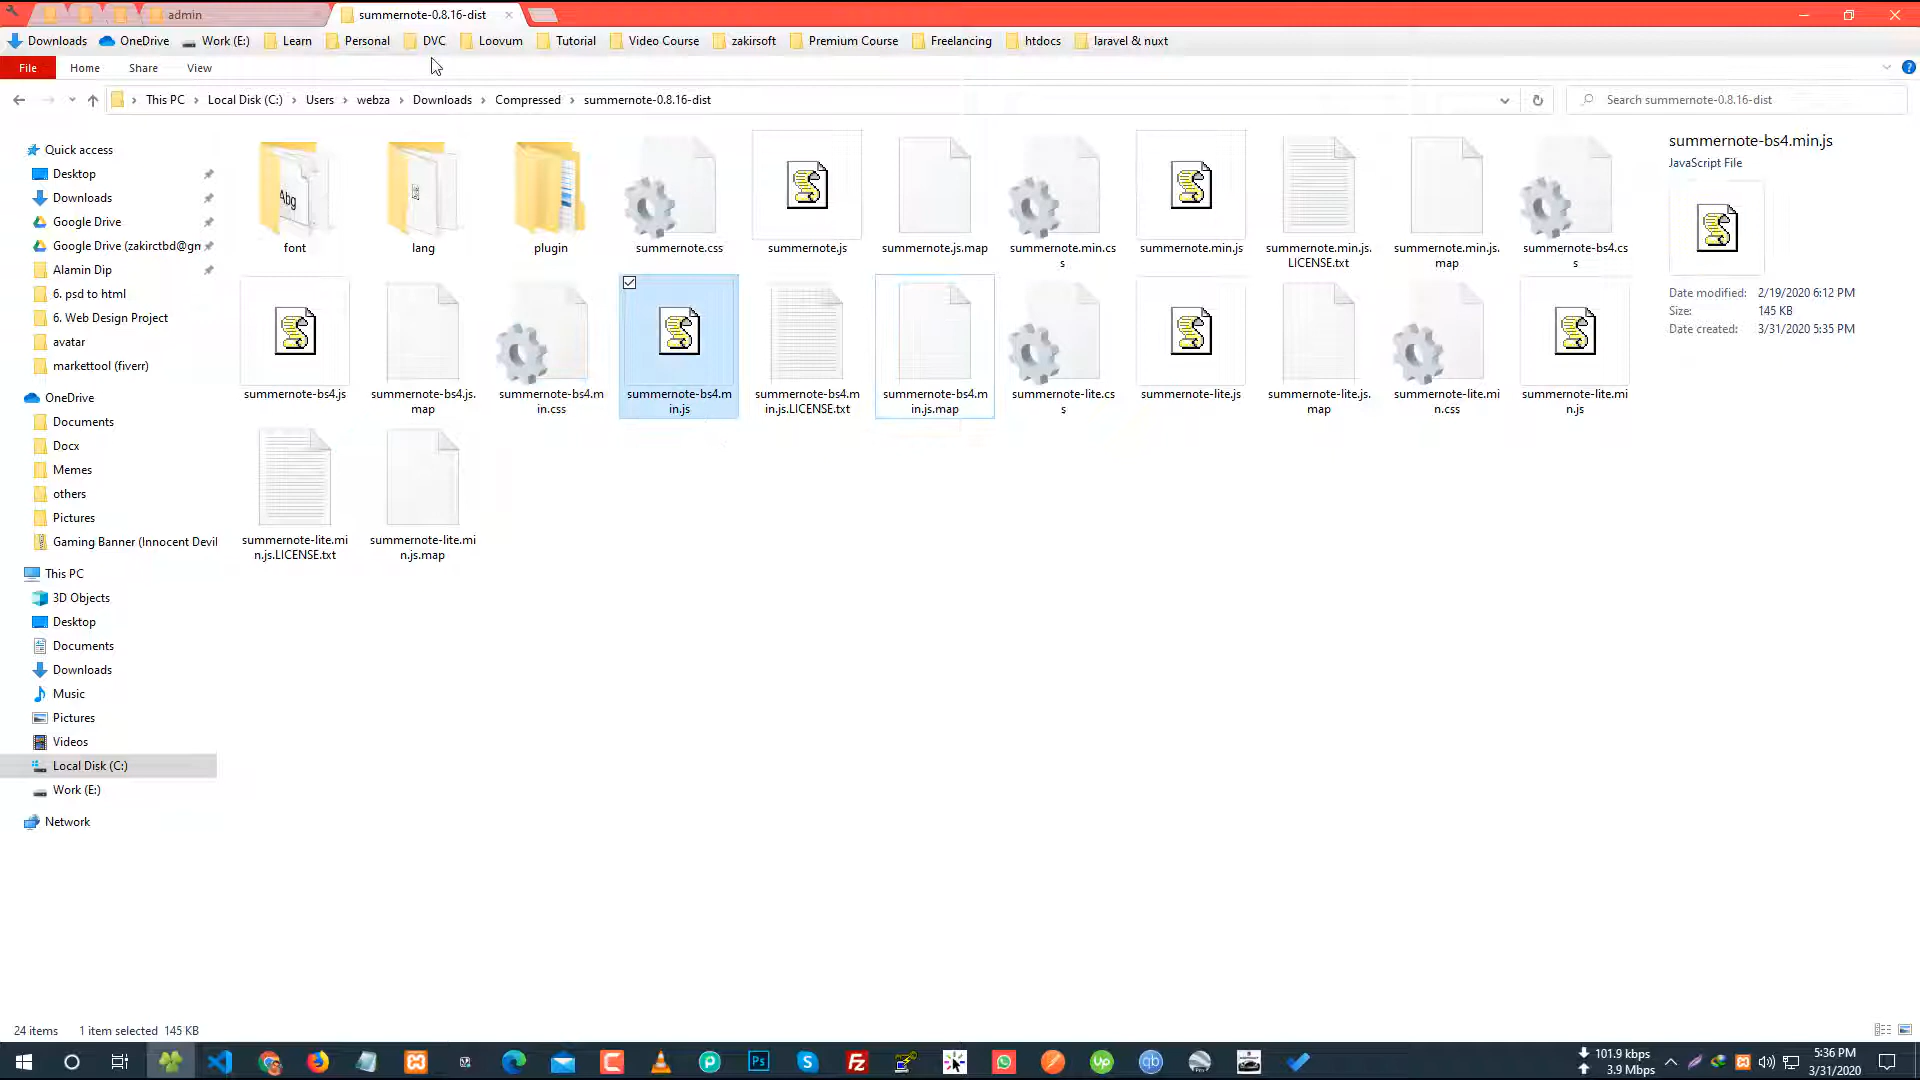 admin
summernote-0.8.16-dist
Downloads
OneDrive
Work (E:)
Learn
Personal
DVC
Loovum
Tutorial
Video Course
zakirsoft
Premium Course
Freelancing
htdocs
laravel & nuxt
File
Home
Share
View
This PC
Local Disk (C:)
Users
webza
Downloads
Compressed
summernote-0.8.16-dist
Search summernote-0.8.16-dist
Quick access
Desktop
Downloads
Google Drive
Google Drive (zakirctbd@gn
Alamin Dip
6. psd to html
6. Web Design Project
avatar
markettool (fiverr)
OneDrive
Documents
Docx
Memes
others
Pictures
Gaming Banner (Innocent Devil
This PC
3D Objects
Desktop
Documents
Downloads
Music
Pictures
Videos
Local Disk (C:)
Work (E:)
Network
Abg
font
lang
plugin
summernote.css
summernote.js
summernote.js.map
summernote.min.cs
s
summernote.min.js
summernote.min.js.
LICENSE.txt
summernote.min.js.
map
summernote-bs4.cs
s
summernote-bs4.js
summernote-bs4.js.
map
summernote-bs4.m
in.css
summernote-bs4.m
in.js
summernote-bs4.m
in.js.LICENSE.txt
summernote-bs4.m
in.js.map
summernote-lite.cs
s
summernote-lite.js
summernote-lite.js.
map
summernote-lite.mi
n.css
summernote-lite.mi
n.js
summernote-lite.mi
n.js.LICENSE.txt
summernote-lite.mi
n.js.map
summernote-bs4.min.js
JavaScript File
Date modified: 2/19/2020 6:12 PM
Size: 145 KB
Date created: 3/31/2020 5:35 PM
24 items
1 item selected 145 KB
Ps
S
Fz
up
qb
101.9 kbps
3.9 Mbps
5:36 PM
3/31/2020